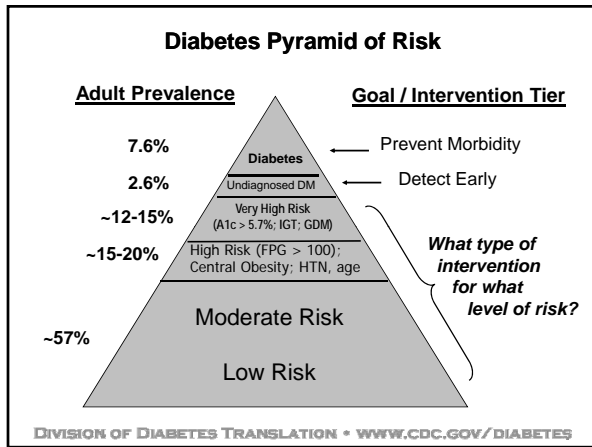 Diabetes Pyramid of Risk
Adult Prevalence
Goal / Intervention Tier
7.6%
Diabetes
Prevent Morbidity
2.6%
Undiagnosed DM
Detect Early
~12-15%
Very High Risk
(A1c > 5.7%; IGT; GDM)
~15-20%
High Risk (FPG > 100);
Central Obesity; HTN, age
What type of
intervention
for what
level of risk?
~57%
Moderate Risk
Low Risk
DIVISION OF DIABETES TRANSLATION • WWW.CDC.GOV/DIABETES